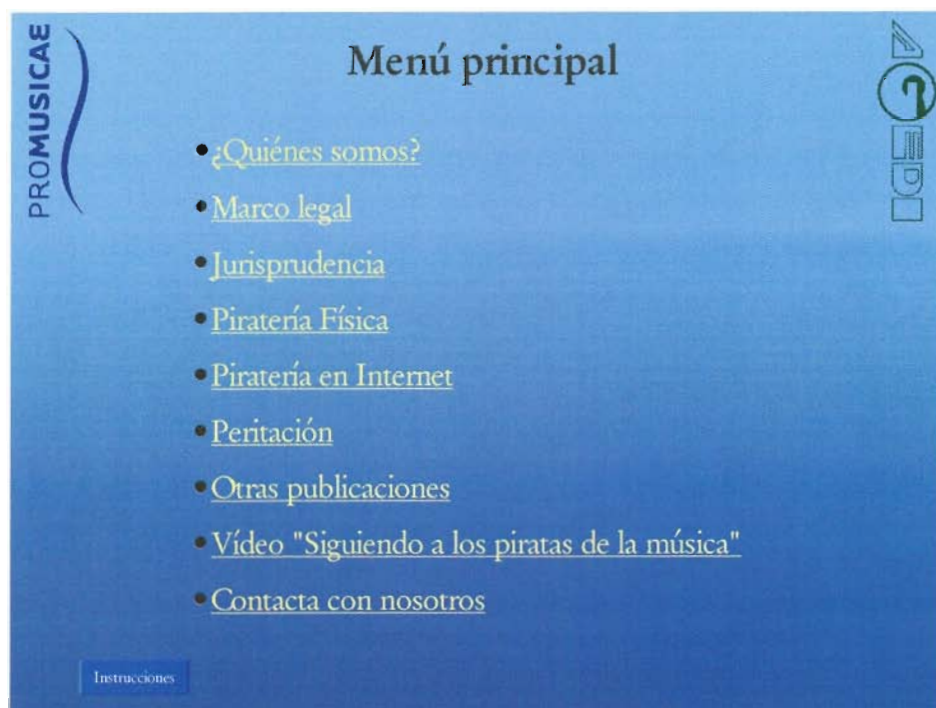 PROMUSICAE
Menú principal
AGEDI
• ¿Quiénes somos?
• Marco legal
• Jurisprudencia
• Piratería Física
• Piratería en Internet
• Peritación
• Otras publicaciones
• Vídeo "Siguiendo a los piratas de la música"
• Contacta con nosotros
Instrucciones